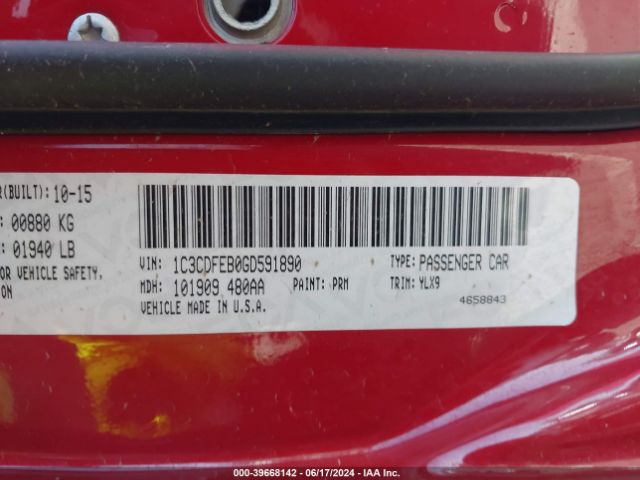 R(BUILT): 10-15
: 00880 KG
: 01940 LB
OR VEHICLE SAFETY,
ION
VIN: 1C3CDFEB0GD591890
TYPE: PASSENGER CAR
MDH: 101909 480AA
PAINT: PRM
TRIM: YLX9
VEHICLE MADE IN U.S.A.
4658843
000-39668142 - 06/17/2024 - IAA Inc.